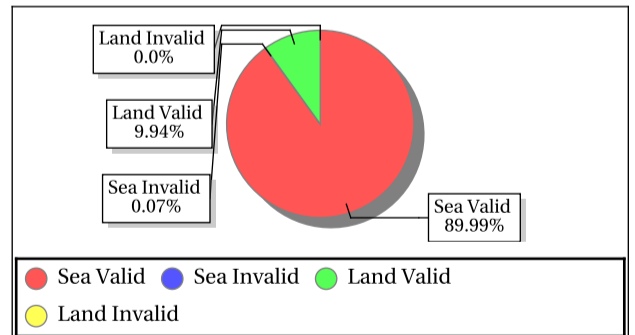 Land Invalid
0.0%
Land Valid
9.94%
Sea Invalid
0.07%
Sea Valid
89.99%
Sea Valid Sea Invalid Land Valid
Land Invalid